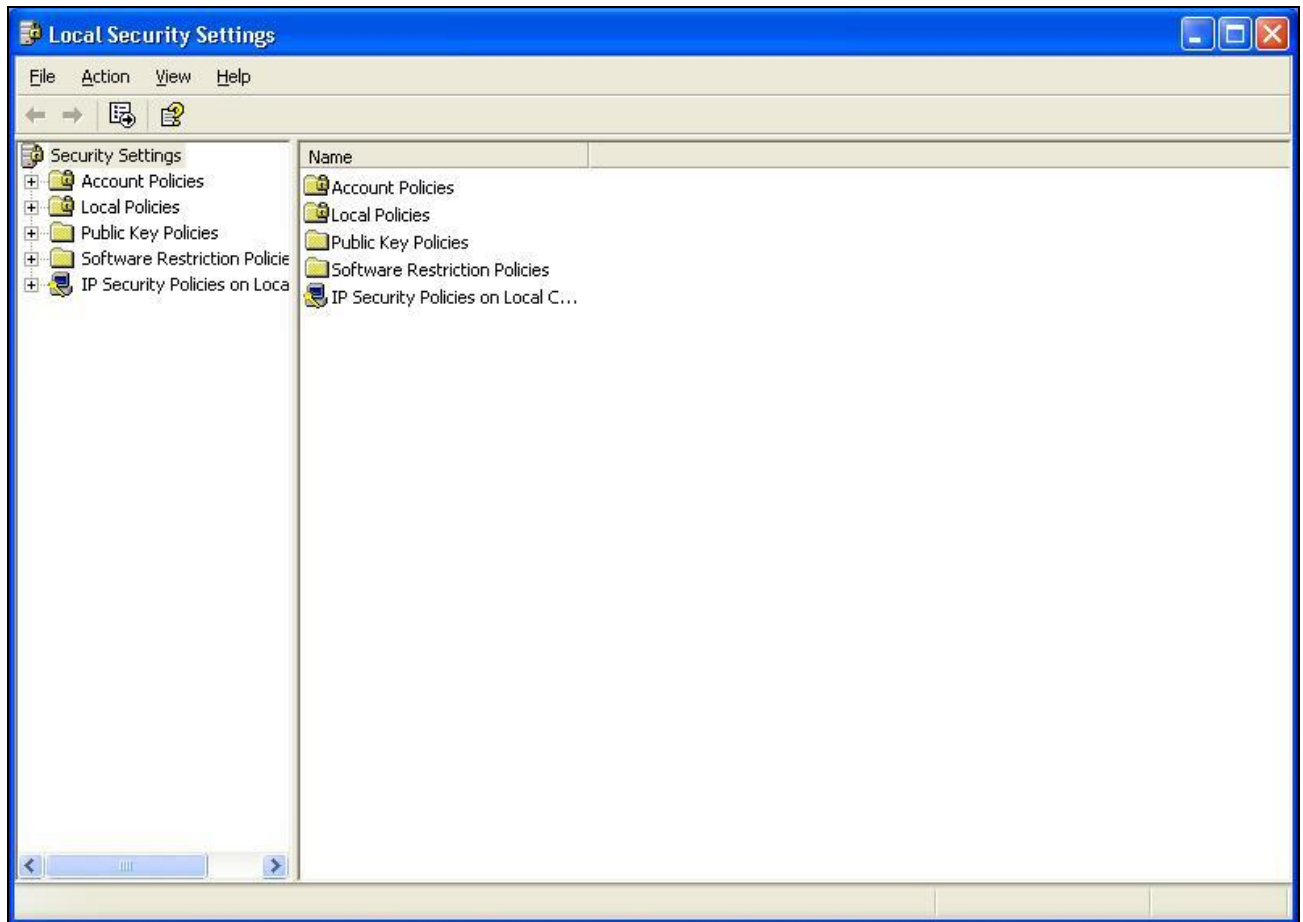 Local Security Settings
File Action View Help
Security Settings
Account Policies
Local Policies
Public Key Policies
Software Restriction Policie
IP Security Policies on Loca
Name
Account Policies
Local Policies
Public Key Policies
Software Restriction Policies
IP Security Policies on Local C...